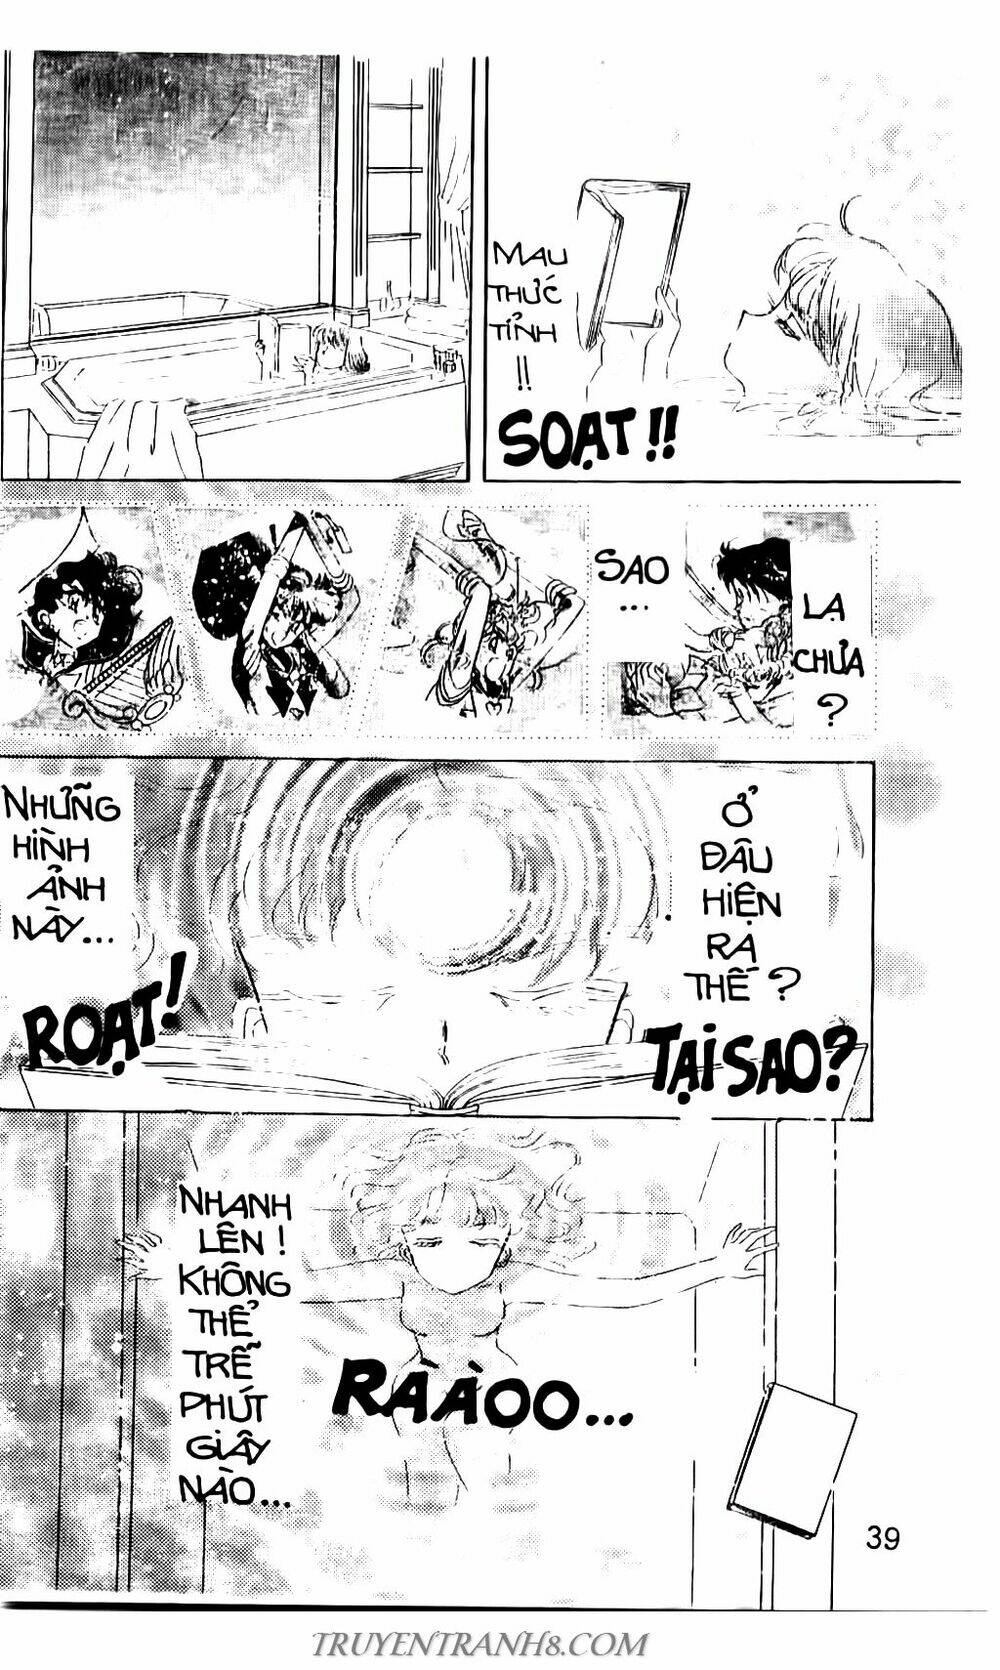 MAU
THỨC
TỈNH
!!
SOẠT!!
SAO
...
LẠ
CHƯA
?
NHỮNG
HÌNH
ẢNH
NÀY...
ROẠT!
Ở
ĐÂU
HIỆN
RA
THẾ?
TẠI SAO?
NHANH
LÊN!
KHÔNG
THỂ
TRỄ
PHÚT
GIÂY
NÀO...
RÀÀOO...
39
TRUYENTRANH8.COM